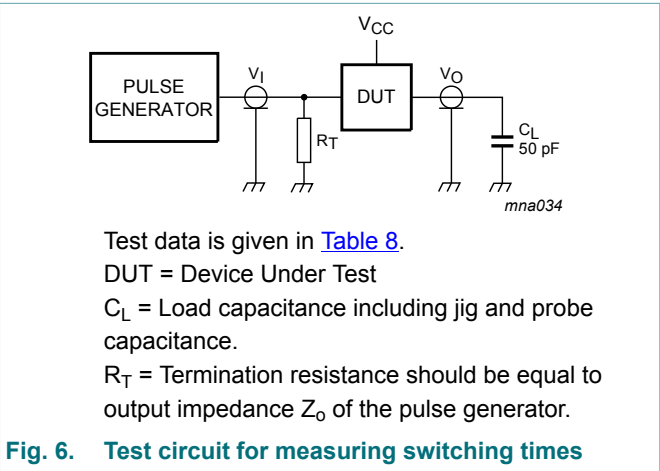 VCC
PULSE
GENERATOR
VI
DUT
VO
RT
CL
50 pF
mna034
Test data is given in Table 8.
DUT = Device Under Test
CL = Load capacitance including jig and probe
capacitance.
RT = Termination resistance should be equal to
output impedance Zo of the pulse generator.
Fig. 6. Test circuit for measuring switching times